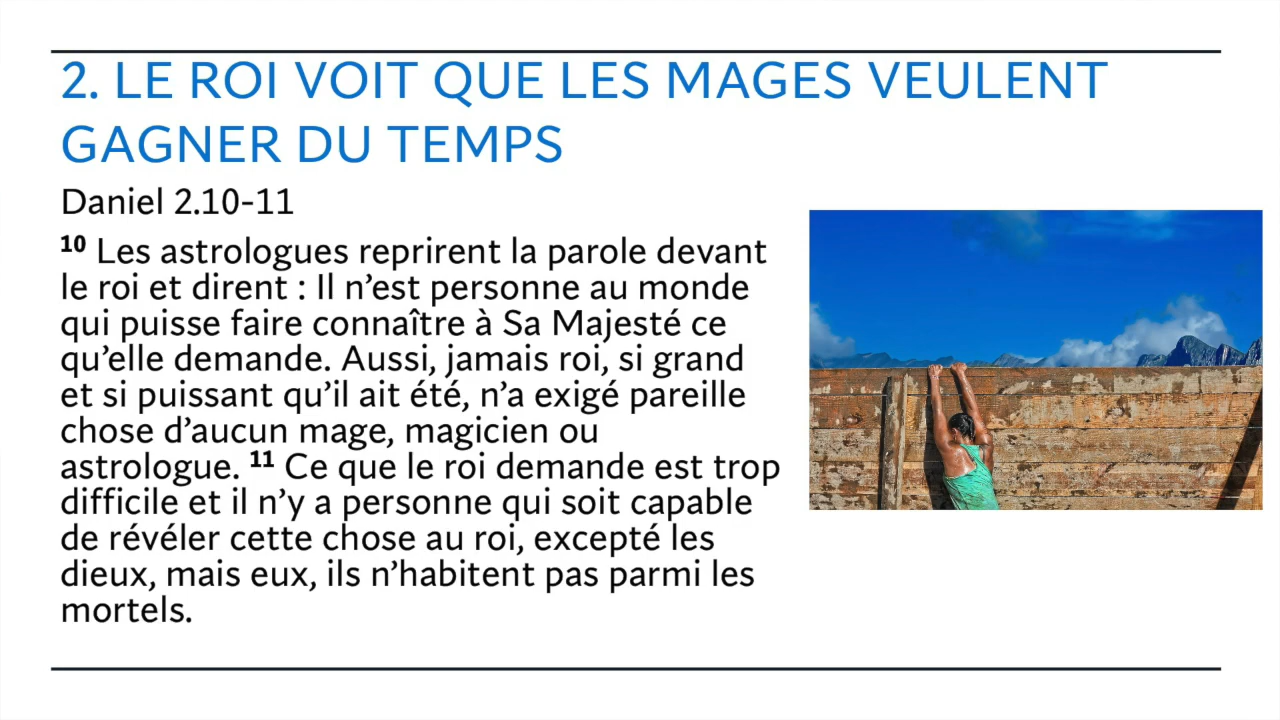 2. LE ROI VOIT QUE LES MAGES VEULENT
GAGNER DU TEMPS
Daniel 2.10-11
10 Les astrologues reprirent la parole devant
le roi et dirent : Il n’est personne au monde
qui puisse faire connaître à Sa Majesté ce
qu’elle demande. Aussi, jamais roi, si grand
et si puissant qu’il ait été, n’a exigé pareille
chose d’aucun mage, magicien ou
astrologue. 11 Ce que le roi demande est trop
difficile et il n’y a personne qui soit capable
de révéler cette chose au roi, excepté les
dieux, mais eux, ils n’habitent pas parmi les
mortels.